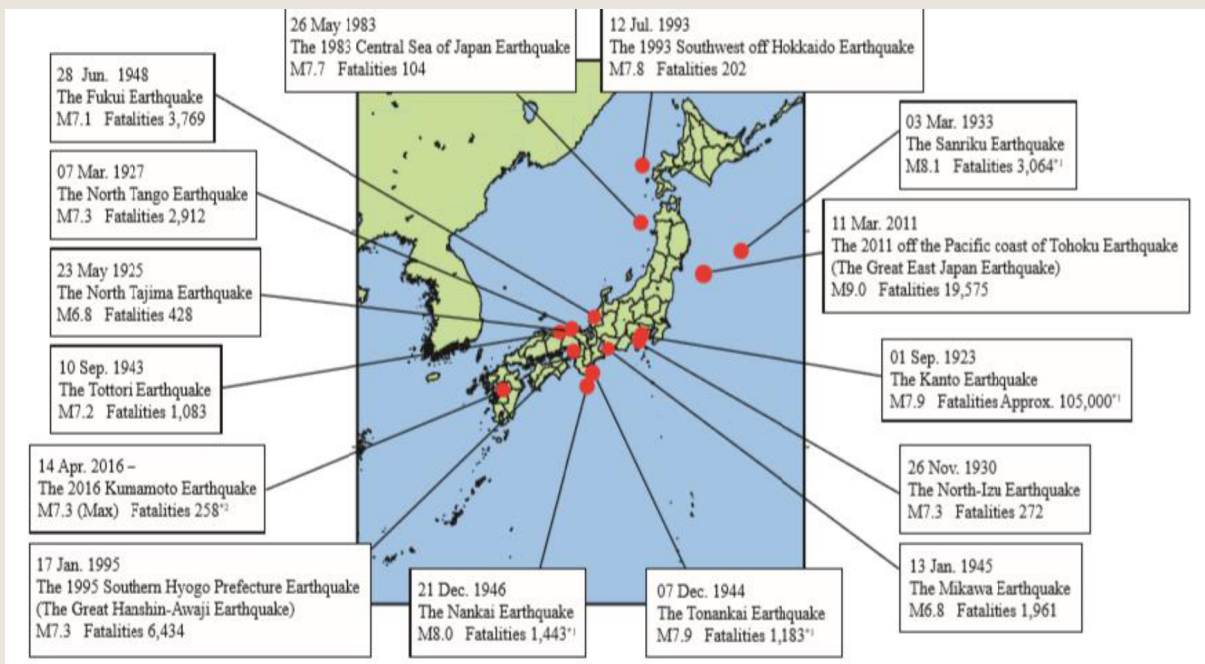 26 May 1983
The 1983 Central Sea of Japan Earthquake
M7.7 Fatalities 104
12 Jul. 1993
The 1993 Southwest off Hokkaido Earthquake
M7.8 Fatalities 202
28 Jun. 1948
The Fukui Earthquake
M7.1 Fatalities 3,769
03 Mar. 1933
The Sanriku Earthquake
M8.1 Fatalities 3,064*1
07 Mar. 1927
The North Tango Earthquake
M7.3 Fatalities 2,912
11 Mar. 2011
The 2011 off the Pacific coast of Tohoku Earthquake
(The Great East Japan Earthquake)
M9.0 Fatalities 19,575
23 May 1925
The North Tajima Earthquake
M6.8 Fatalities 428
01 Sep. 1923
The Kanto Earthquake
M7.9 Fatalities Approx. 105,000*1
10 Sep. 1943
The Tottori Earthquake
M7.2 Fatalities 1,083
14 Apr. 2016 –
The 2016 Kumamoto Earthquake
M7.3 (Max) Fatalities 258*2
26 Nov. 1930
The North-Izu Earthquake
M7.3 Fatalities 272
17 Jan. 1995
The 1995 Southern Hyogo Prefecture Earthquake
(The Great Hanshin-Awaji Earthquake)
M7.3 Fatalities 6,434
21 Dec. 1946
The Nankai Earthquake
M8.0 Fatalities 1,443*1
07 Dec. 1944
The Tonankai Earthquake
M7.9 Fatalities 1,183*1
13 Jan. 1945
The Mikawa Earthquake
M6.8 Fatalities 1,961